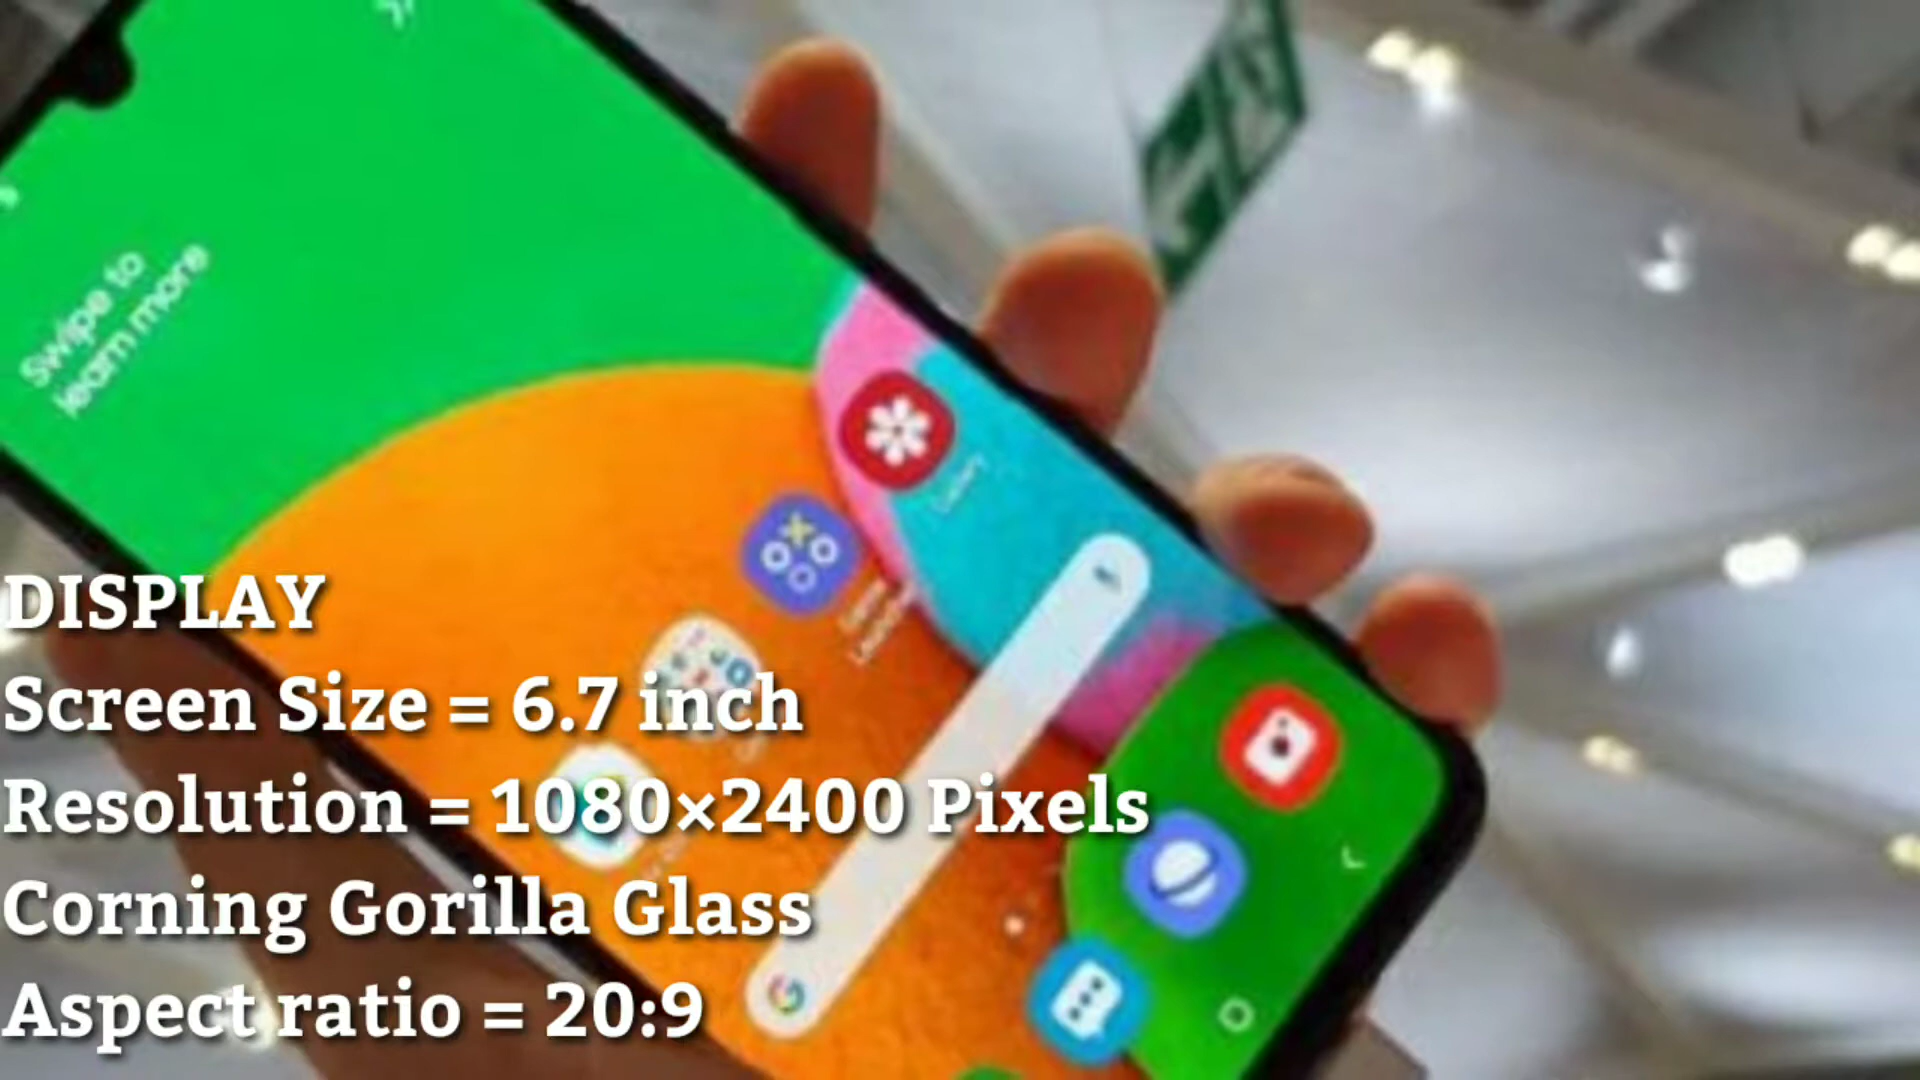 Swipe to
learn more
DISPLAY
Screen Size = 6.7 inch
Resolution = 1080×2400 Pixels
Corning Gorilla Glass
Aspect ratio = 20:9